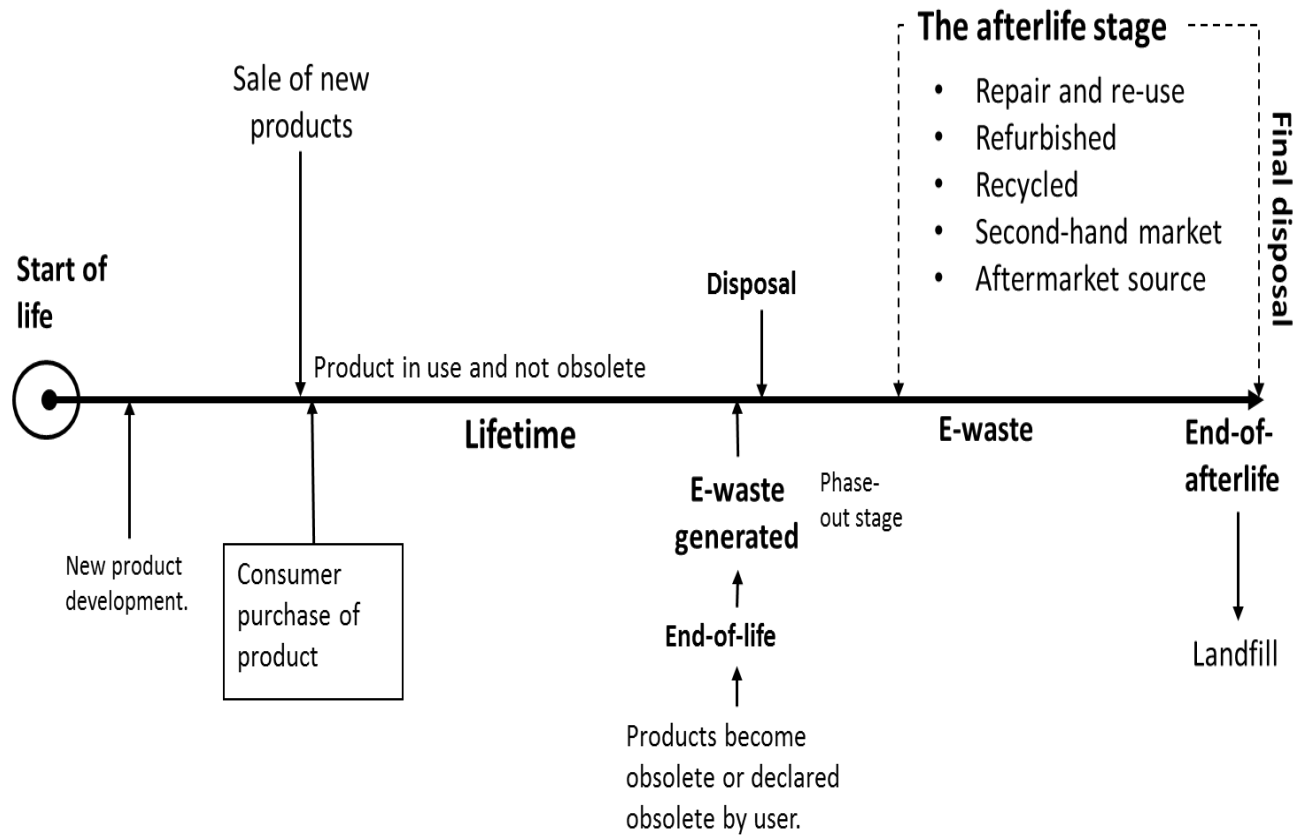 The afterlife stage
• Repair and re-use
• Refurbished
• Recycled
• Second-hand market
• Aftermarket source
Final disposal
Sale of new
products
Start of
life
Disposal
Product in use and not obsolete
Lifetime
E-waste
End-of-
afterlife
E-waste
generated
Phase-
out stage
New product
development.
Consumer
purchase of
product
End-of-life
Landfill
Products become
obsolete or declared
obsolete by user.